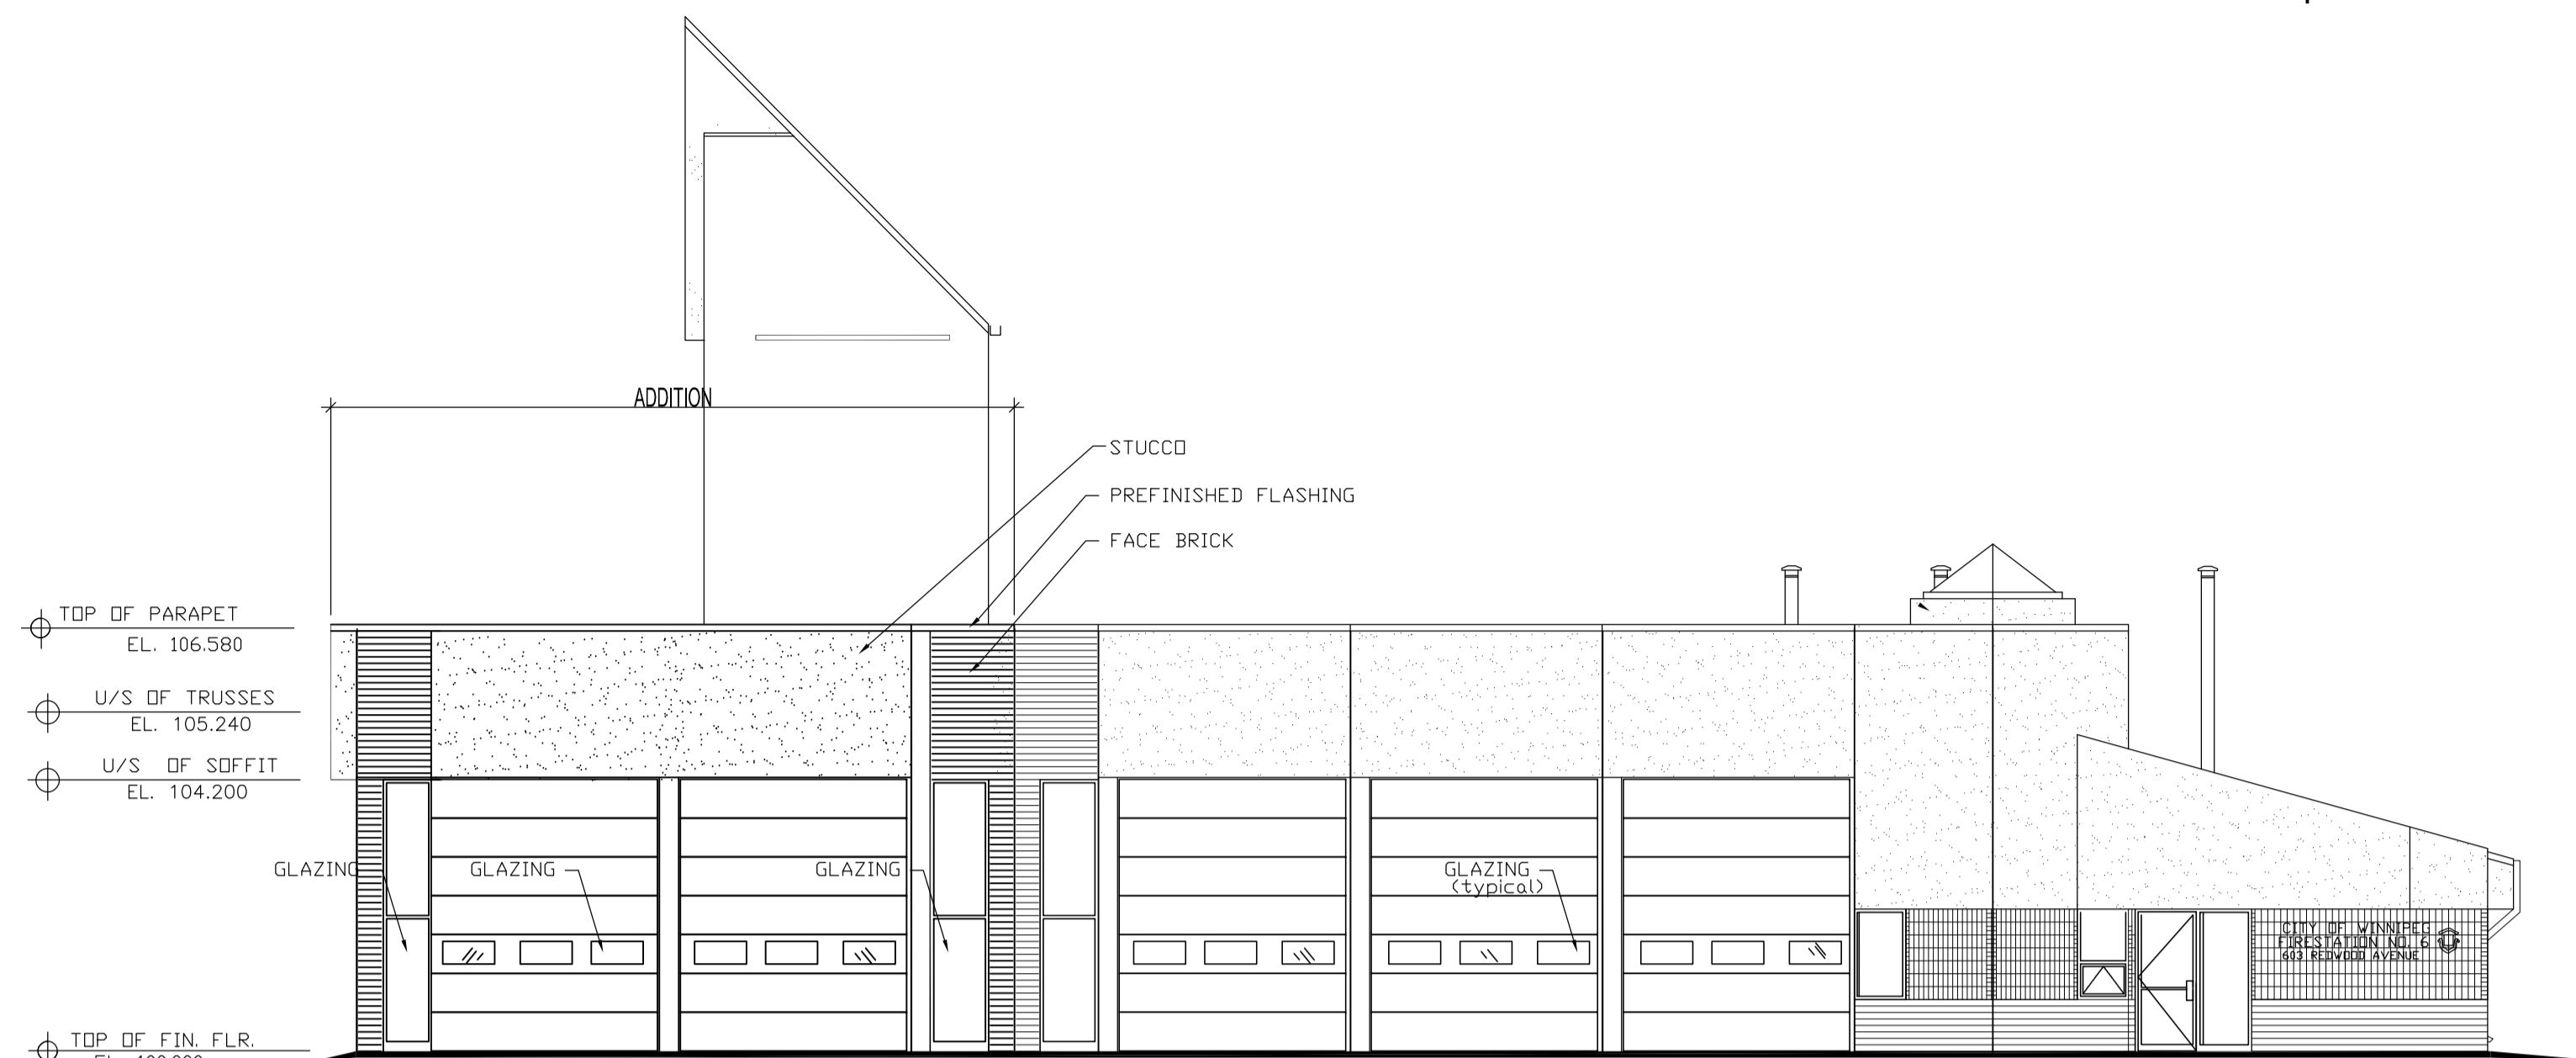 ADDITION
STUCCO
PREFINISHED FLASHING
FACE BRICK
TOP OF PARAPET
EL. 106.580
U/S OF TRUSSES
EL. 105.240
U/S OF SOFFIT
EL. 104.200
GLAZING
GLAZING
GLAZING
GLAZING
(typical)
CITY OF WINNIPEG
FIRESTATION NO. 6
603 REDWOOD AVENUE
TOP OF FIN. FLR.